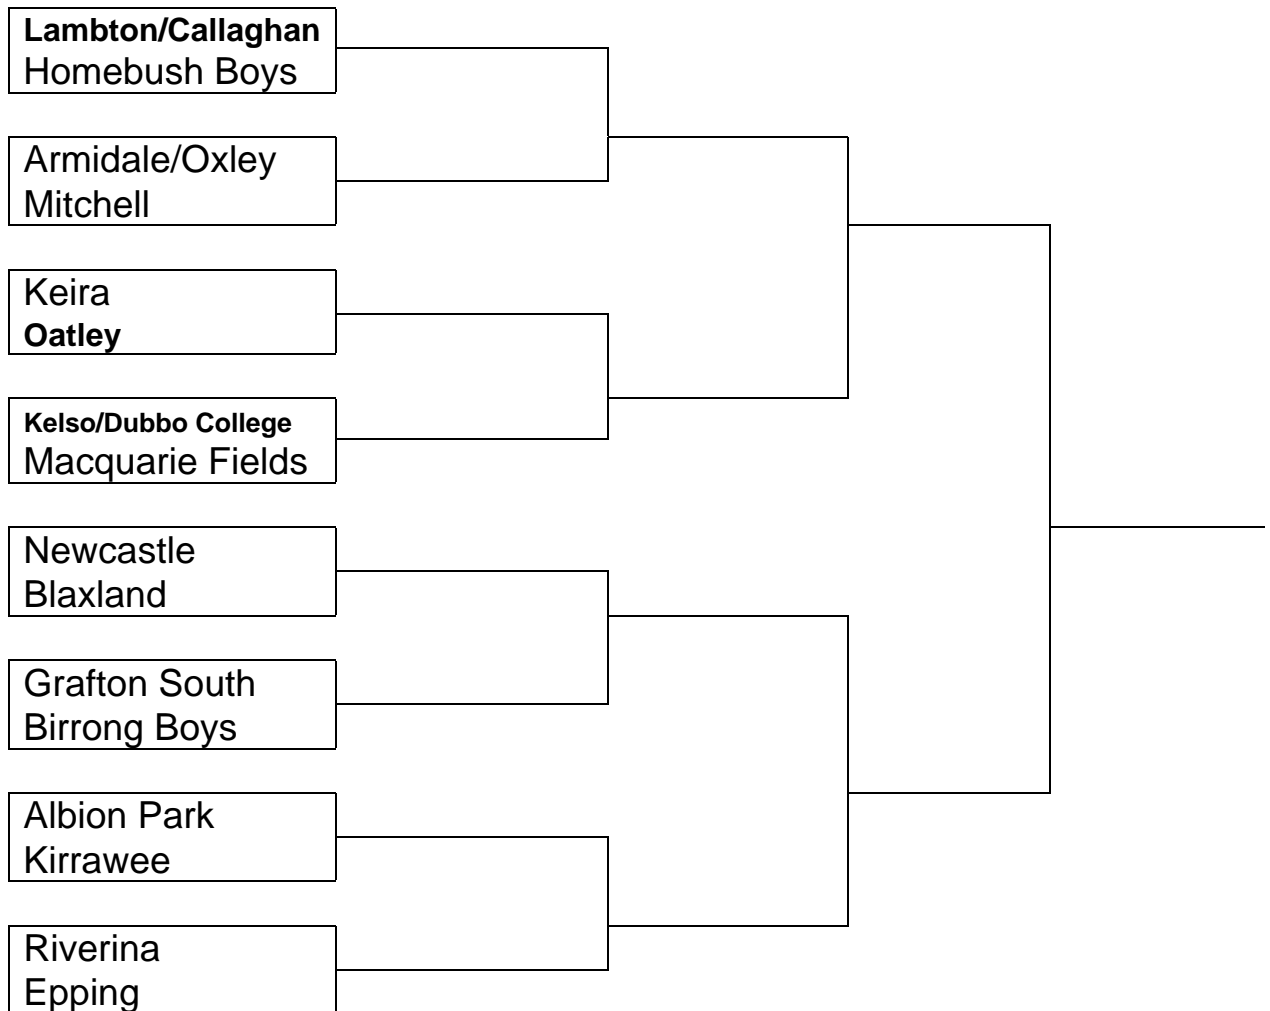 Lambton/Callaghan
Homebush Boys
Armidale/Oxley
Mitchell
Keira
Oatley
Kelso/Dubbo College
Macquarie Fields
Newcastle
Blaxland
Grafton South
Birrong Boys
Albion Park
Kirrawee
Riverina
Epping